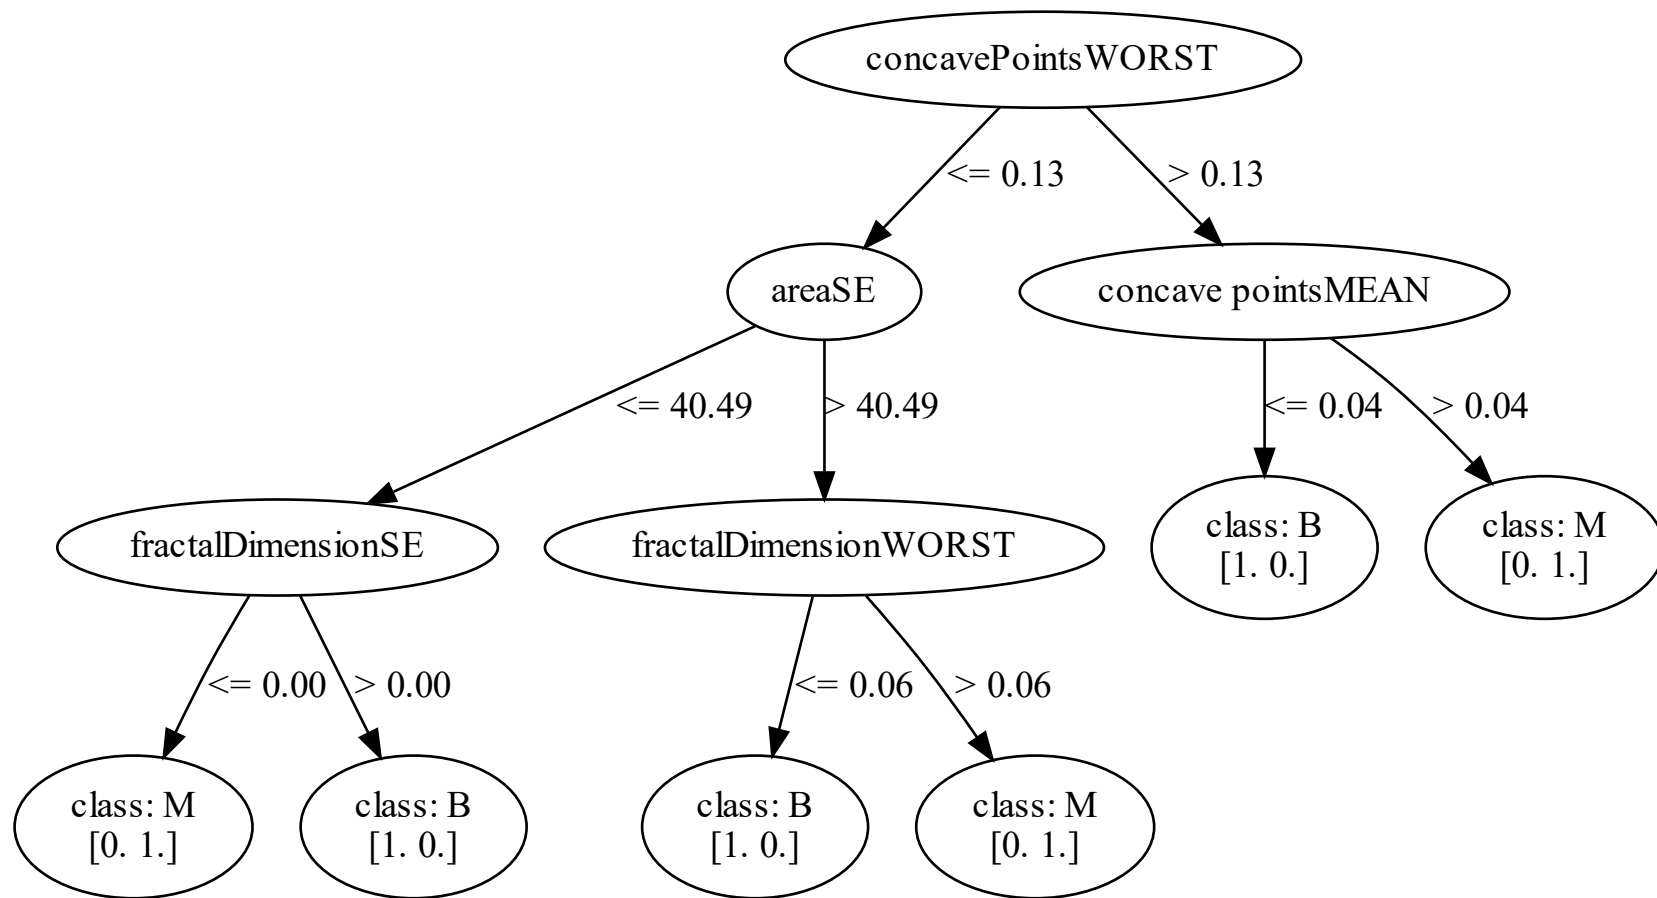 concavePointsWORST
<= 0.13
> 0.13
areaSE
concave pointsMEAN
<= 40.49
> 40.49
<= 0.04
> 0.04
fractalDimensionSE
fractalDimensionWORST
class: B
[1. 0.]
class: M
[0. 1.]
<= 0.00
> 0.00
<= 0.06
> 0.06
class: M
[0. 1.]
class: B
[1. 0.]
class: B
[1. 0.]
class: M
[0. 1.]